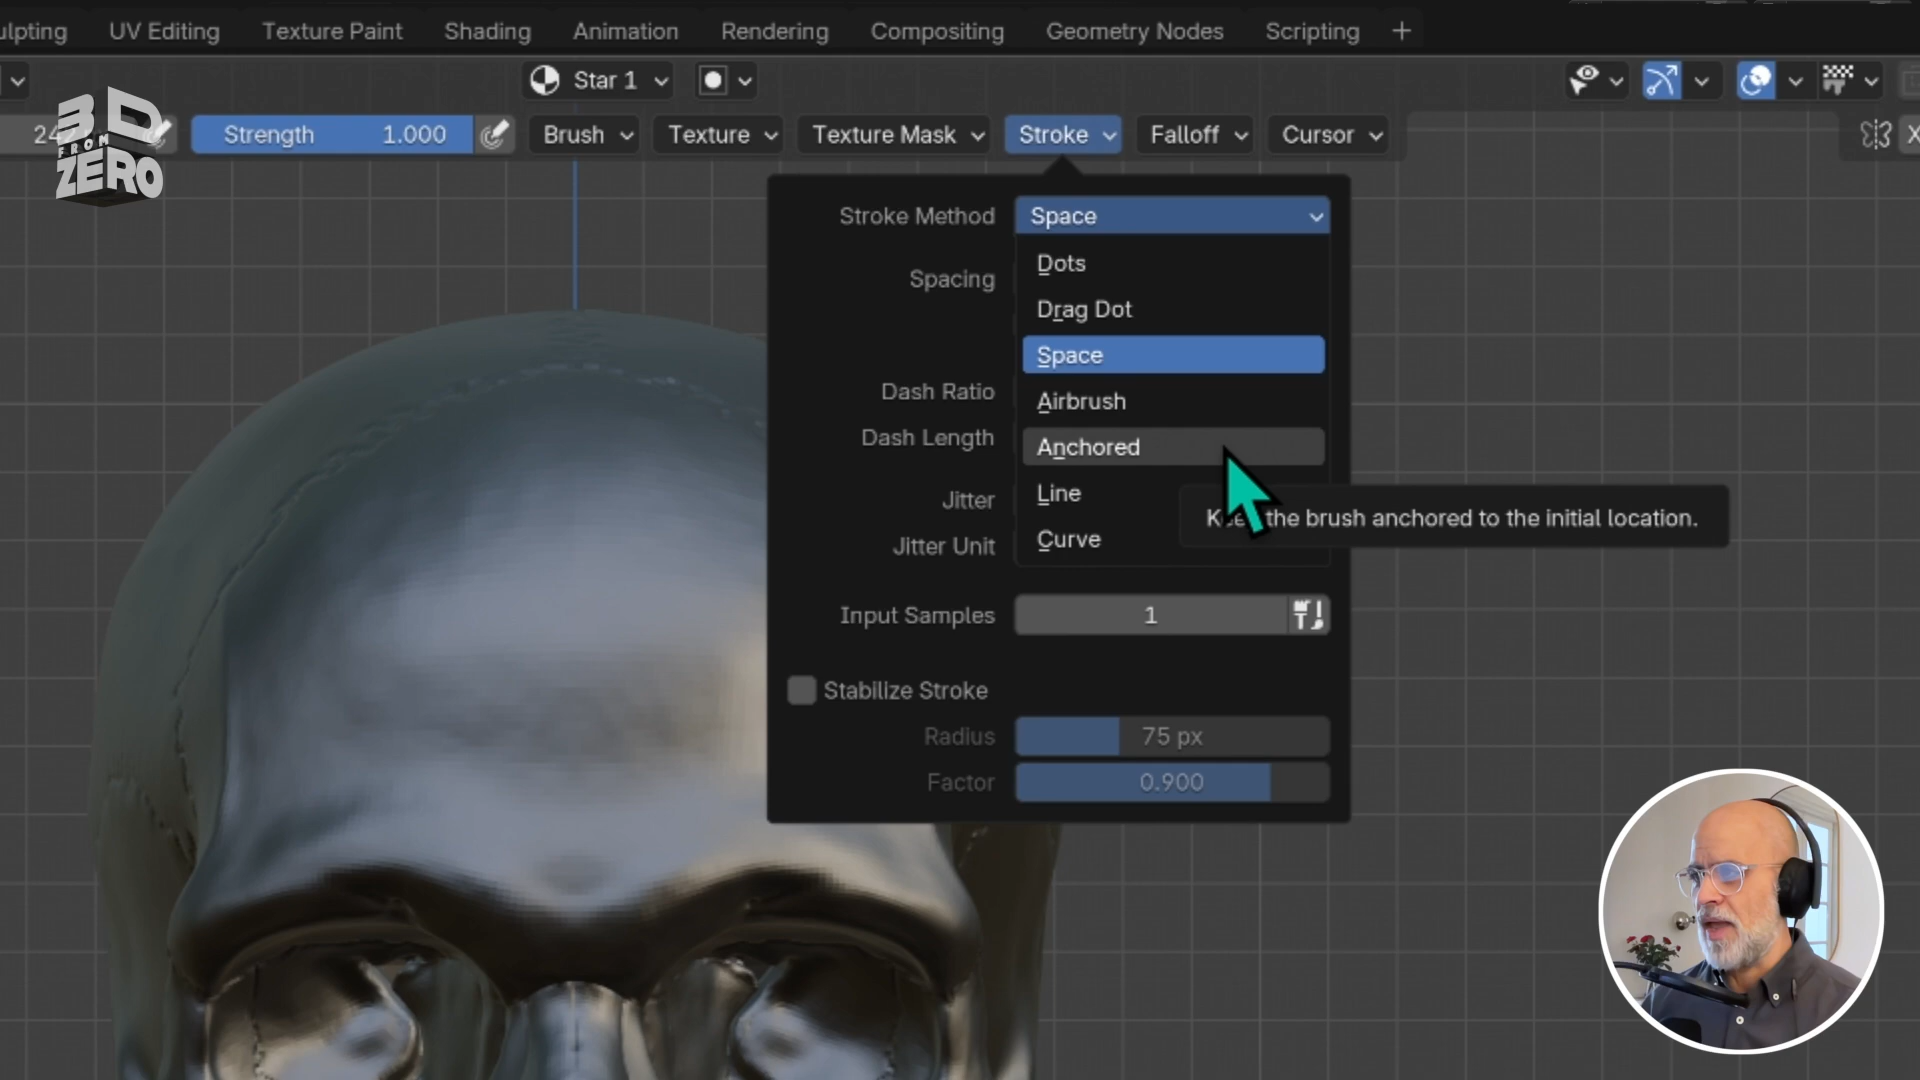 ulpting UV Editing Texture Paint Shading Animation Rendering Compositing Geometry Nodes Scripting +
Star 1
3D FROM ZERO
Strength 1.000 Brush Texture Texture Mask Stroke Falloff Cursor X
Stroke Method Space
Dots
Spacing
Drag Dot
Space
Dash Ratio
Airbrush
Dash Length
Anchored
Jitter
Line
the brush anchored to the initial location.
Jitter Unit
Curve
Input Samples 1
Stabilize Stroke
Radius 75 px
Factor 0.900